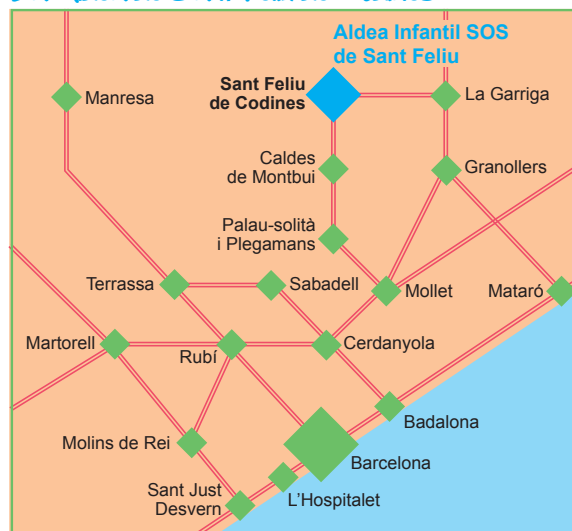 Aldea Infantil SOS
de Sant Feliu
Sant Feliu
de Codines
Manresa
La Garriga
Caldes
de Montbui
Granollers
Palau-solità
i Plegamans
Terrassa
Sabadell
Mollet
Mataró
Martorell
Rubí
Cerdanyola
Badalona
Molins de Rei
Barcelona
Sant Just
Desvern
L'Hospitalet